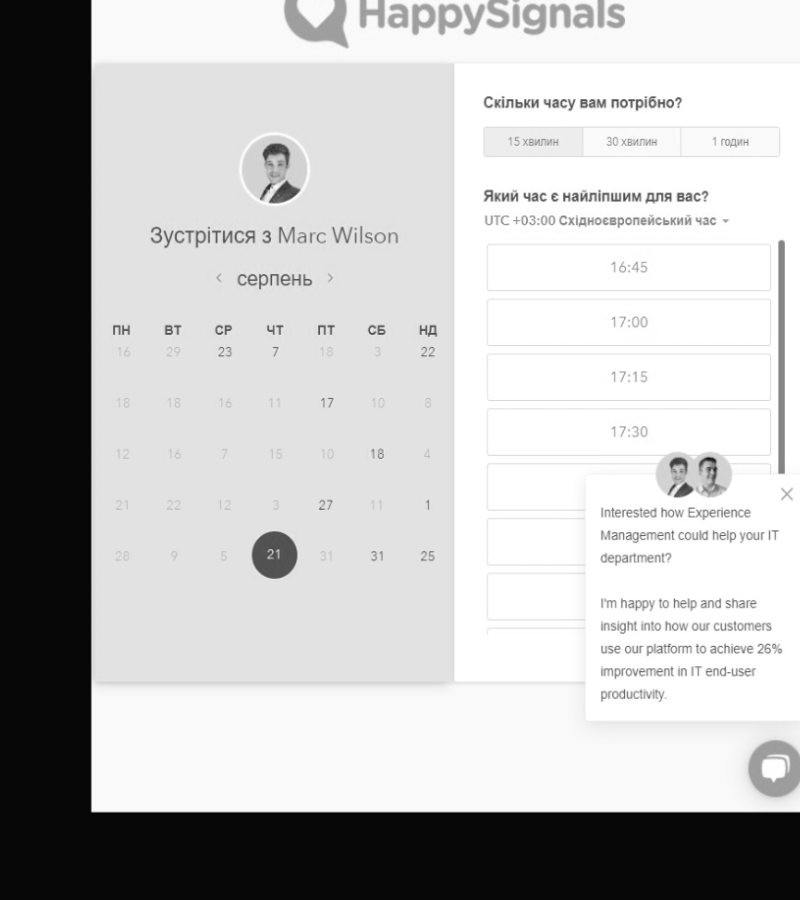 HappySignals
Зустрітися з Marc Wilson
серпень
ПН ВТ СР ЧТ ПТ СБ НД
16 29 23 7 18 3 22
18 18 16 11 17 10 8
12 16 7 15 10 18 4
21 22 12 3 27 11 1
28 9 5 21 31 31 25
Скільки часу вам потрібно?
15 хвилин 30 хвилин 1 годин
Який час є найліпшим для вас?
UTC +03:00 Східноєвропейський час
16:45
17:00
17:15
17:30
Interested how Experience
Management could help your IT
department?
I'm happy to help and share
insight into how our customers
use our platform to achieve 26%
improvement in IT end-user
productivity.